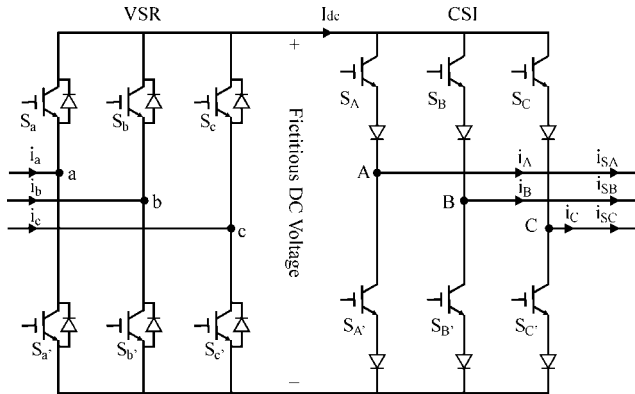 VSR
I_dc
CSI
+
S_a
S_b
S_c
S_A
S_B
S_C
Fictitious DC Voltage
i_a
a
i_b
b
i_c
c
A
i_A
i_SA
B
i_B
i_SB
C
i_C
i_SC
S_a'
S_b'
S_c'
S_A'
S_B'
S_C'
−